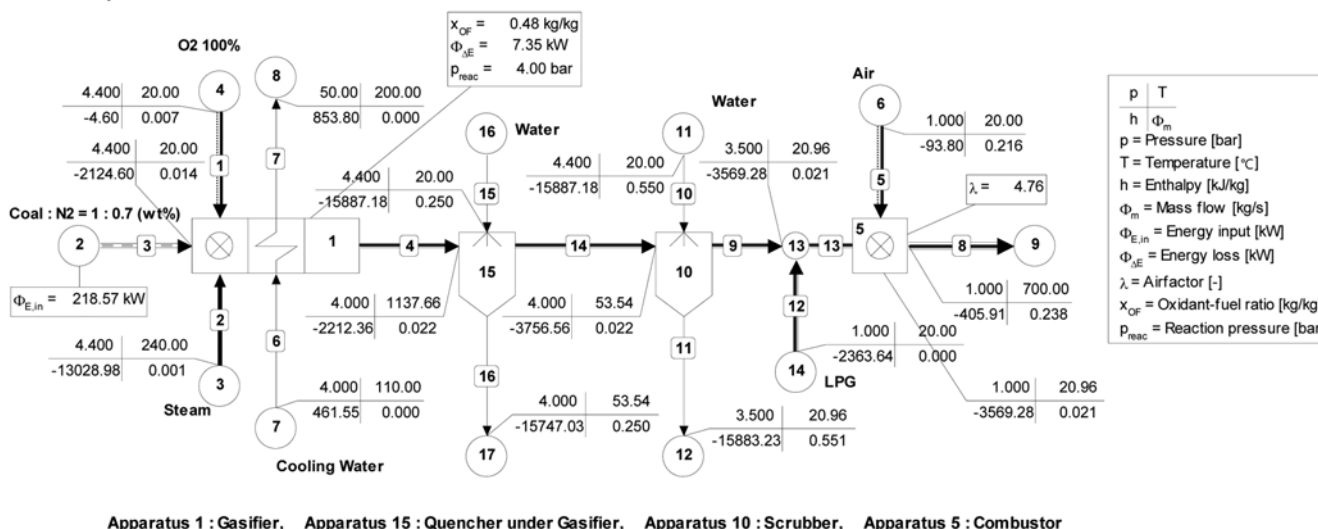 x_OF = 0.48 kg/kg
Φ_ΔE = 7.35 kW
p_reac = 4.00 bar
O2 100%
4
8
4.400 20.00
-4.60 0.007
50.00 200.00
853.80 0.000
Water
16
Water
11
Air
6
1.000 20.00
-93.80 0.216
p T
h Φ_m
p = Pressure [bar]
T = Temperature [℃]
h = Enthalpy [kJ/kg]
Φ_m = Mass flow [kg/s]
Φ_E,in = Energy input [kW]
Φ_ΔE = Energy loss [kW]
λ = Airfactor [-]
x_OF = Oxidant-fuel ratio [kg/kg
p_reac = Reaction pressure [bar
4.400 20.00
-2124.60 0.014
1
7
4.400 20.00
-15887.18 0.250
15
4.400 20.00
-15887.18 0.550
10
3.500 20.96
-3569.28 0.021
5
λ = 4.76
Coal : N2 = 1 : 0.7 (wt%)
2
3
1
4
15
14
10
9
13
13
5
8
9
Φ_E,in = 218.57 kW
2
6
4.000 1137.66
-2212.36 0.022
4.000 53.54
-3756.56 0.022
12
1.000 700.00
-405.91 0.238
4.400 240.00
-13028.98 0.001
3
Steam
4.000 110.00
461.55 0.000
7
Cooling Water
16
4.000 53.54
-15747.03 0.250
17
11
3.500 20.96
-15883.23 0.551
12
1.000 20.00
-2363.64 0.000
14
LPG
1.000 20.96
-3569.28 0.021
Apparatus 1 : Gasifier, Apparatus 15 : Quencher under Gasifier, Apparatus 10 : Scrubber, Apparatus 5 : Combustor